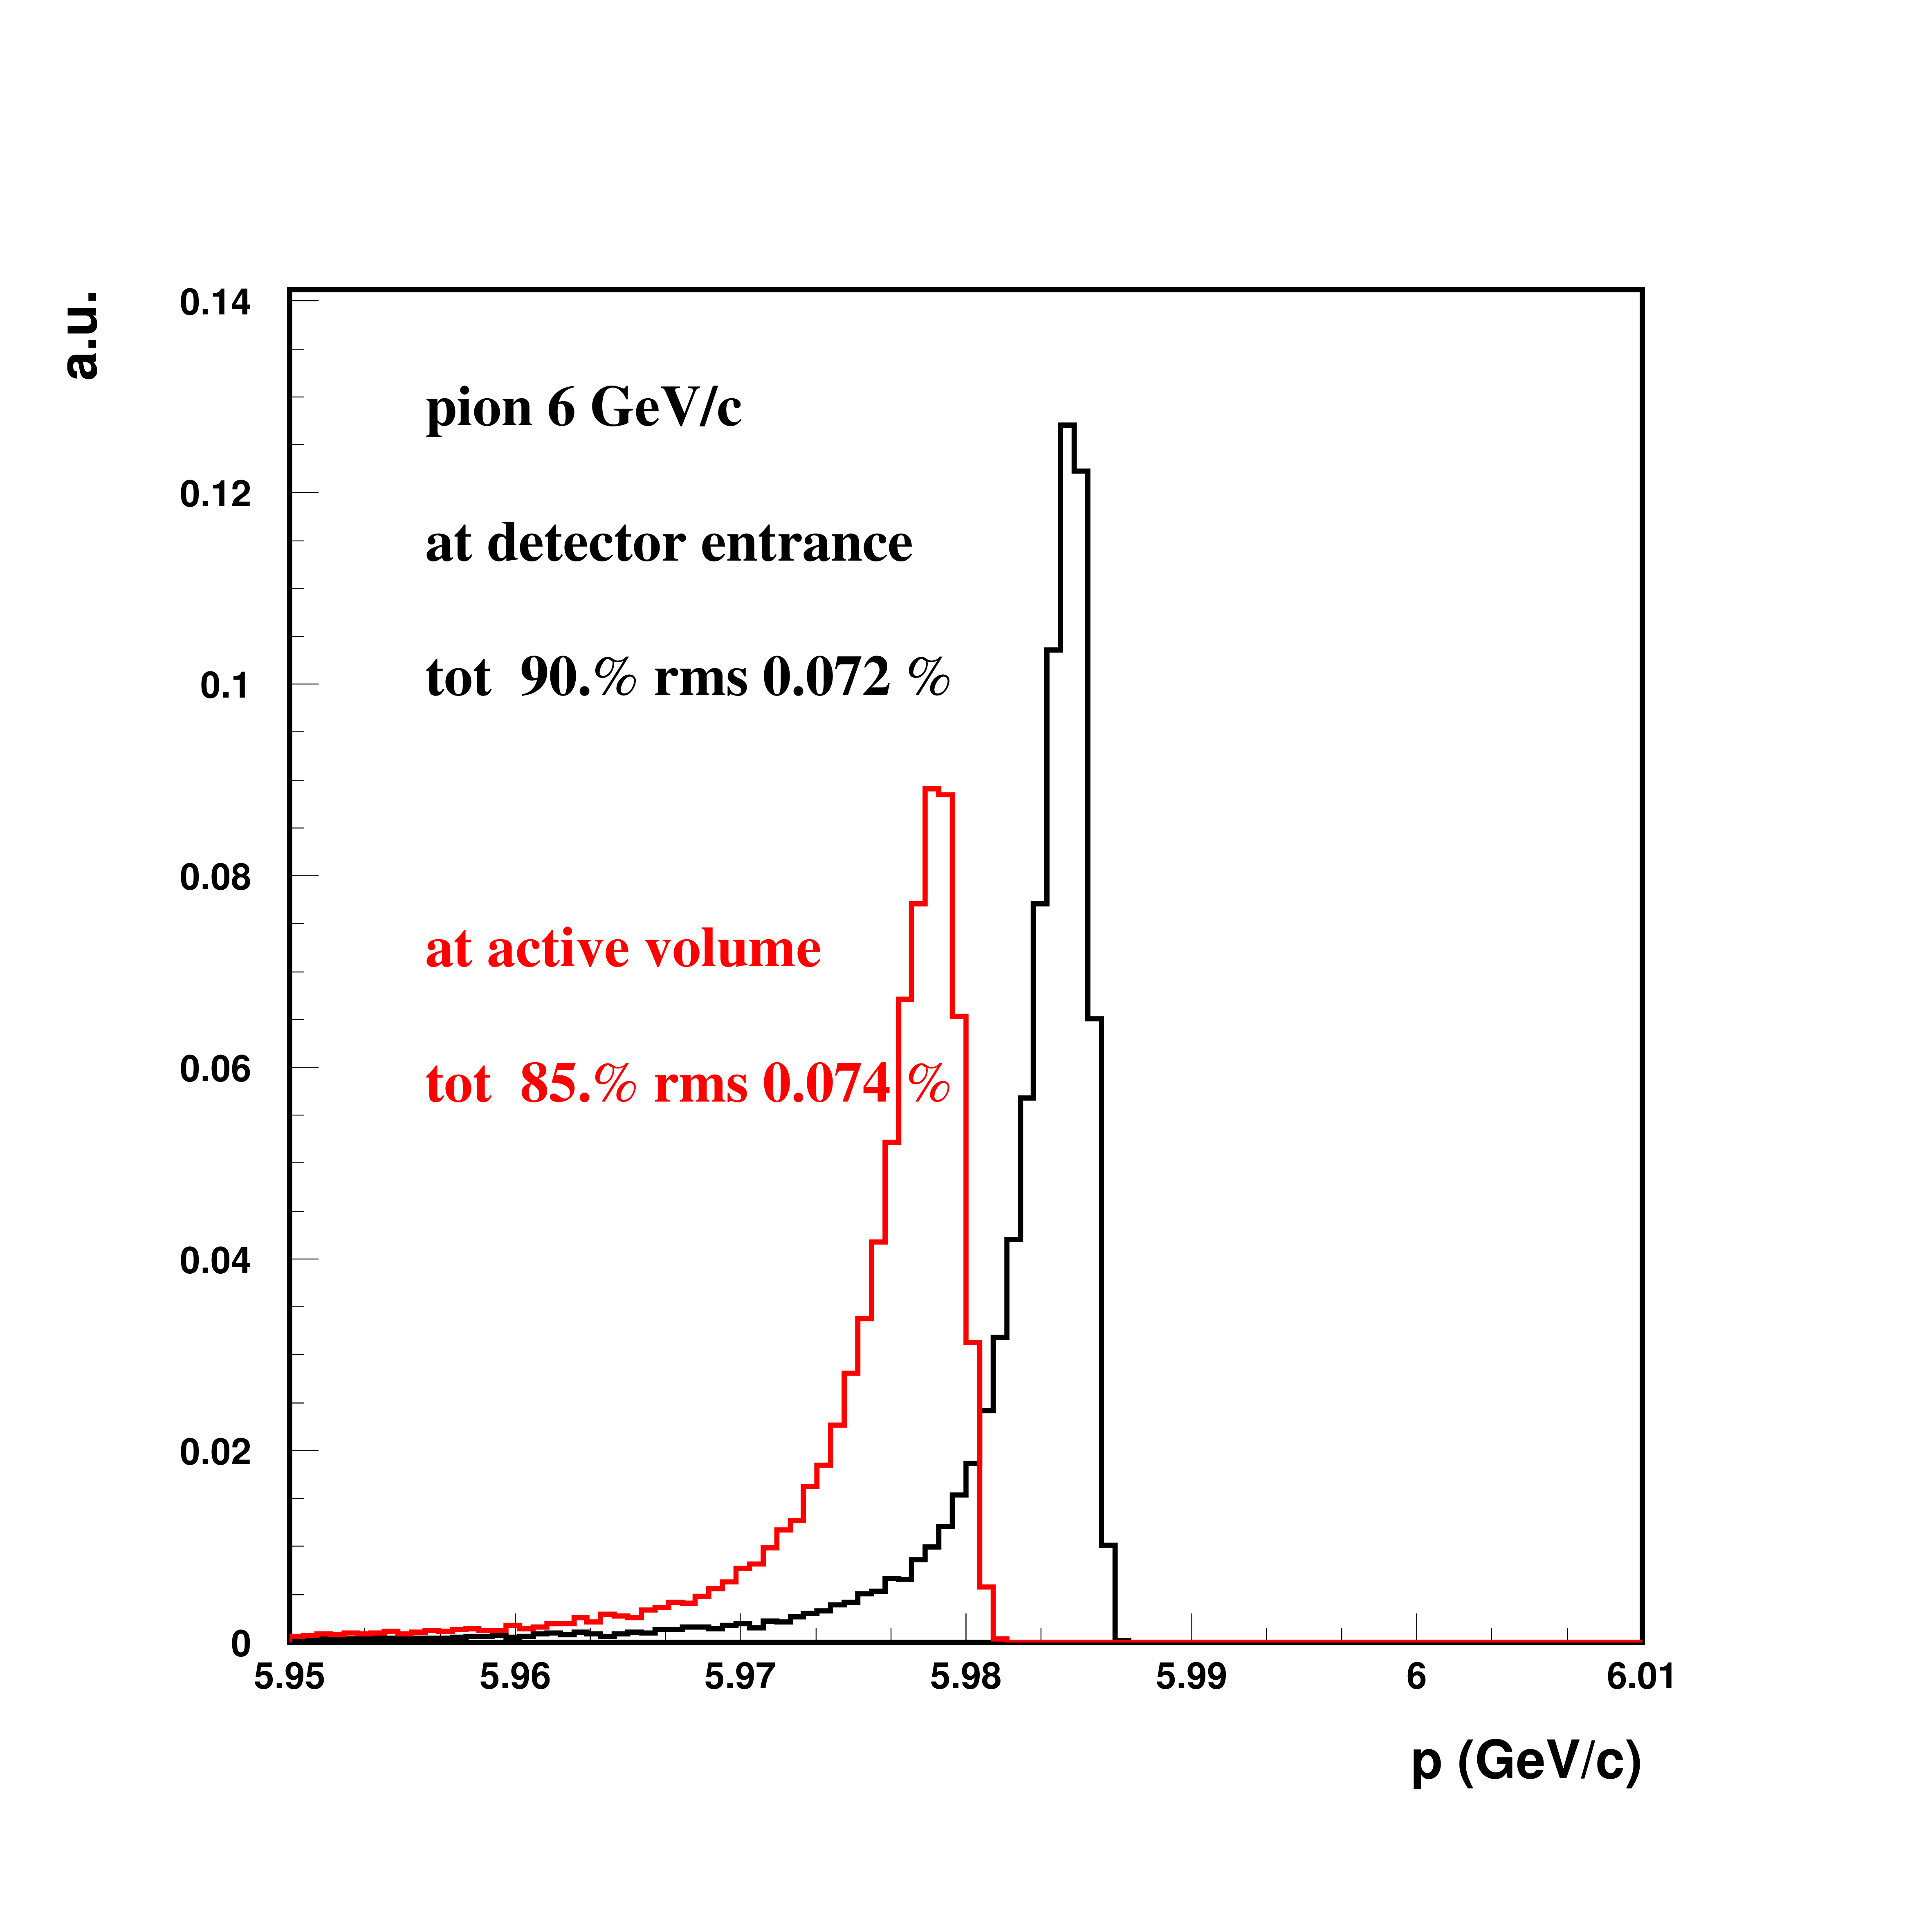 a.u.
0.14
0.12
0.1
0.08
0.06
0.04
0.02
0
pion 6 GeV/c
at detector entrance
tot 90.% rms 0.072 %
at active volume
tot 85.% rms 0.074 %
5.95 5.96 5.97 5.98 5.99 6 6.01
p (GeV/c)